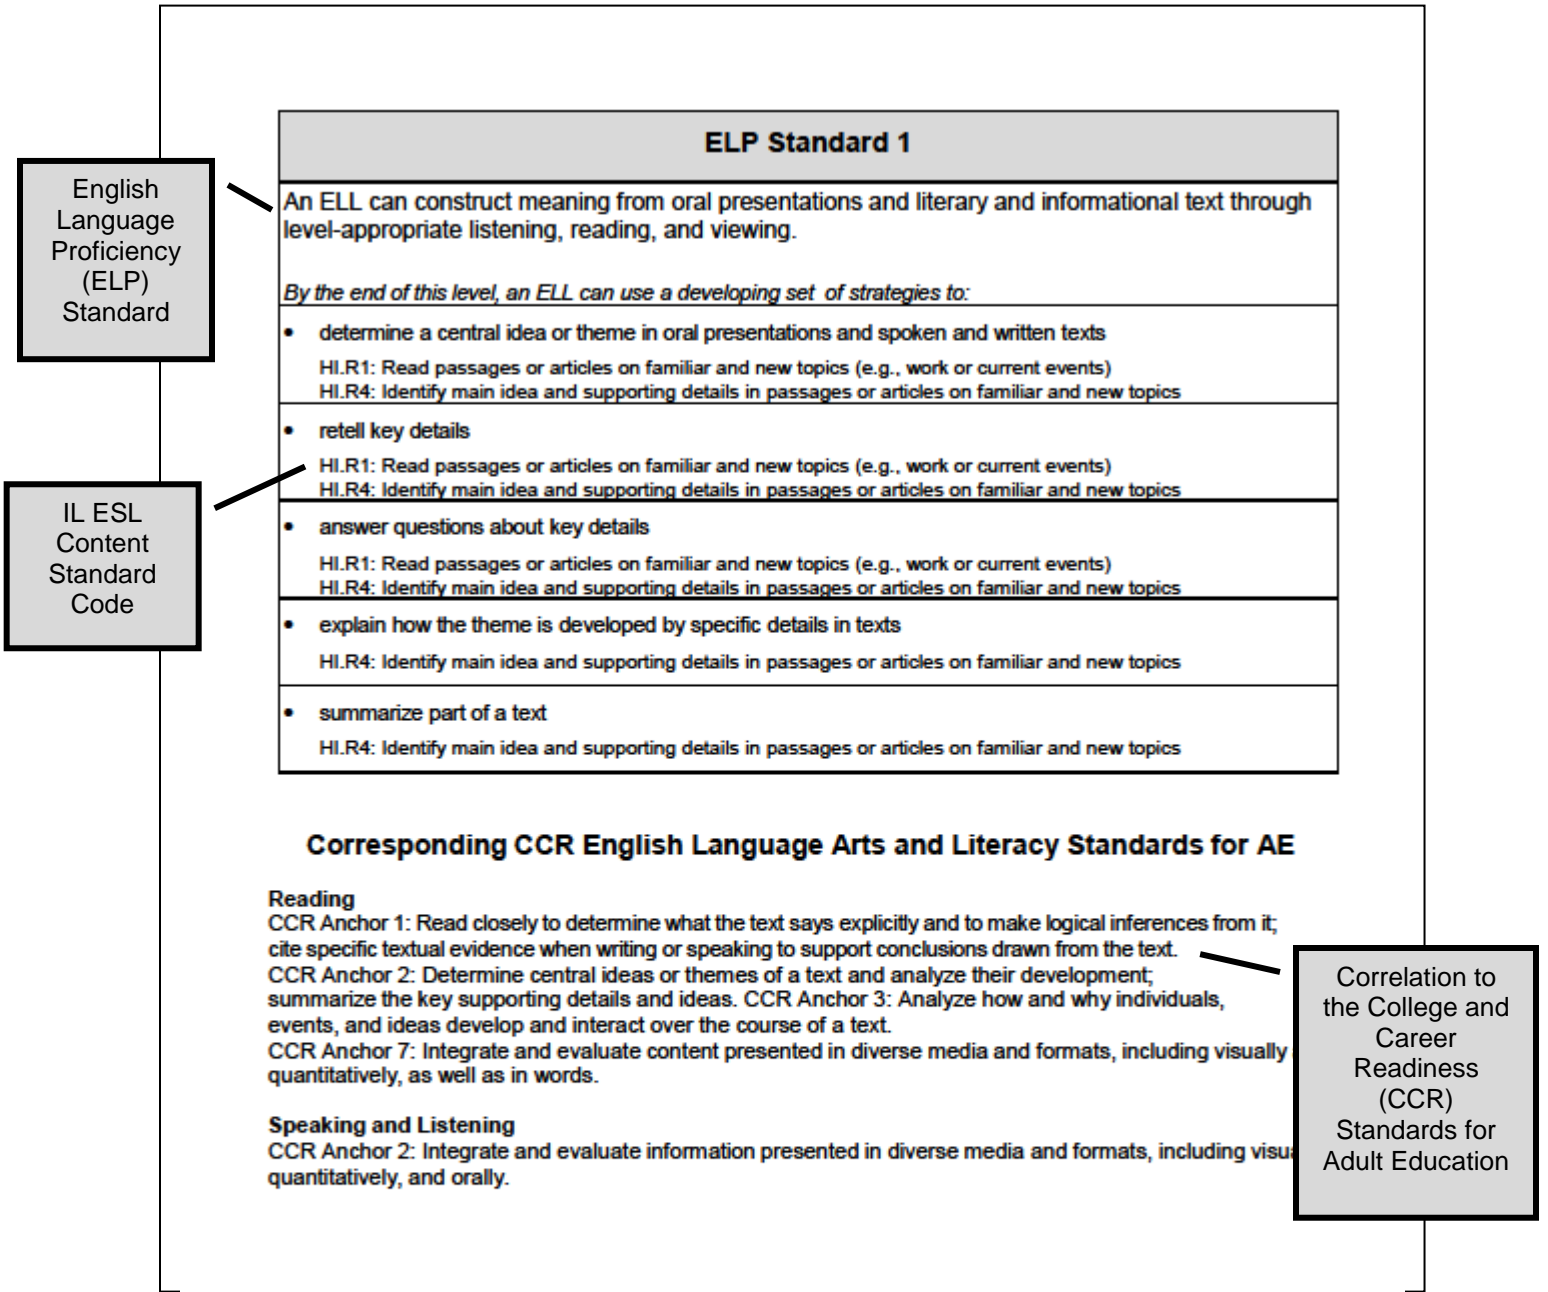 ELP Standard 1
English
Language
Proficiency
(ELP)
Standard
An ELL can construct meaning from oral presentations and literary and informational text through
level-appropriate listening, reading, and viewing.
By the end of this level, an ELL can use a developing set of strategies to:
• determine a central idea or theme in oral presentations and spoken and written texts
HI.R1: Read passages or articles on familiar and new topics (e.g., work or current events)
HI.R4: Identify main idea and supporting details in passages or articles on familiar and new topics
• retell key details
HI.R1: Read passages or articles on familiar and new topics (e.g., work or current events)
HI.R4: Identify main idea and supporting details in passages or articles on familiar and new topics
IL ESL
Content
Standard
Code
• answer questions about key details
HI.R1: Read passages or articles on familiar and new topics (e.g., work or current events)
HI.R4: Identify main idea and supporting details in passages or articles on familiar and new topics
• explain how the theme is developed by specific details in texts
HI.R4: Identify main idea and supporting details in passages or articles on familiar and new topics
• summarize part of a text
HI.R4: Identify main idea and supporting details in passages or articles on familiar and new topics
Corresponding CCR English Language Arts and Literacy Standards for AE
Reading
CCR Anchor 1: Read closely to determine what the text says explicitly and to make logical inferences from it;
cite specific textual evidence when writing or speaking to support conclusions drawn from the text.
CCR Anchor 2: Determine central ideas or themes of a text and analyze their development;
summarize the key supporting details and ideas. CCR Anchor 3: Analyze how and why individuals,
events, and ideas develop and interact over the course of a text.
CCR Anchor 7: Integrate and evaluate content presented in diverse media and formats, including visually
quantitatively, as well as in words.
Speaking and Listening
CCR Anchor 2: Integrate and evaluate information presented in diverse media and formats, including
quantitatively, and orally.
Correlation to
the College and
Career
Readiness
(CCR)
Standards for
Adult Education